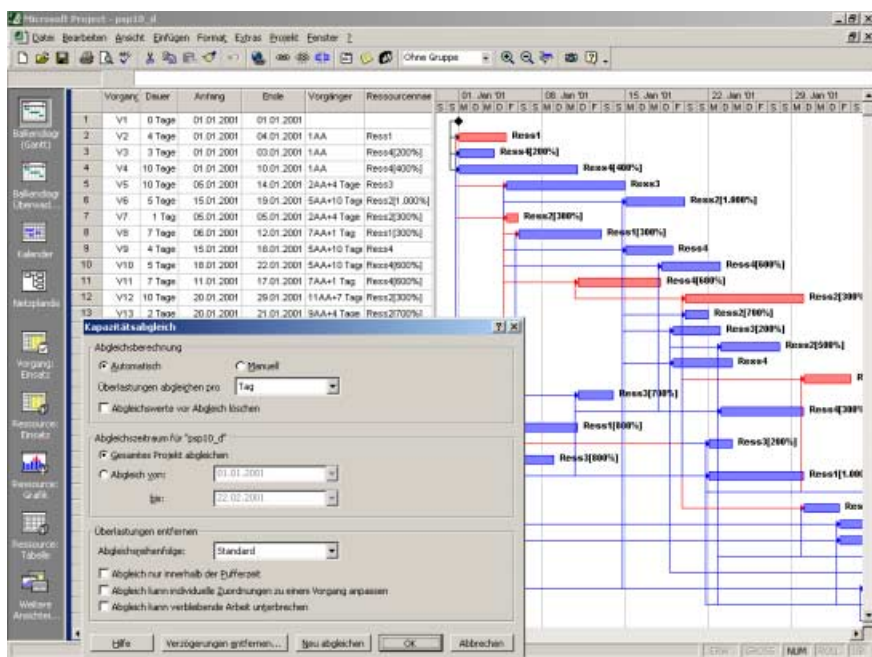 Microsoft Project - psp10_d
Datei Bearbeiten Ansicht Einfügen Format Extras Projekt Fenster ?
Ohne Gruppe
Vorgang Dauer Anfang Ende Vorgänger
01. Jan '01 08. Jan '01 15. Jan '01 22. Jan '01 29. Jan '01
1 V1 0 Tage 01.01.2001 01.01.2001
2 V2 4 Tage 01.01.2001 04.01.2001 1AA Ress1
3 V3 3 Tage 01.01.2001 03.01.2001 1AA Ress4[200%]
4 V4 10 Tage 01.01.2001 10.01.2001 1AA Ress4[400%]
5 V5 10 Tage 05.01.2001 14.01.2001 2AA+4 Tage Ress3
6 V6 5 Tage 15.01.2001 19.01.2001 5AA+10 Tage Ress2[1.000%]
7 V7 1 Tag 05.01.2001 05.01.2001 2AA+4 Tage Ress2[300%]
8 V8 7 Tage 06.01.2001 12.01.2001 7AA+1 Tag Ress1[300%]
9 V9 4 Tage 15.01.2001 18.01.2001 5AA+10 Tage Ress4
10 V10 5 Tage 18.01.2001 22.01.2001 5AA+10 Tage Ress4[600%]
11 V11 7 Tage 11.01.2001 17.01.2001 7AA+1 Tag Ress4[600%]
12 V12 10 Tage 20.01.2001 29.01.2001 11AA+7 Tage Ress2[300%]
13 V13 2 Tage 20.01.2001 21.01.2001 9AA+4 Tage Ress2[700%]
Ress1
Ress4[200%]
Ress4[400%]
Ress3
Ress2[1.000%]
Ress2[300%]
Ress1[300%]
Ress4
Ress4[600%]
Ress4[600%]
Ress2[300%
Ress2[700%]
Ress3[200%]
Ress2[500%]
Ress4
Ress3[700%]
Ress4[300%
Ress1[800%]
Ress3[200%]
Ress3[800%]
Ress1[1.000
Kalender
Kapazitätsabgleich
Abgleichsberechnung
Automatisch Manuell
Überlastungen abgleichen pro Tag
Abgleichswerte vor Abgleich löschen
Abgleichszeitraum für "psp10_d"
Gesamtes Projekt abgleichen
Abgleich von: 01.01.2001
bis: 22.02.2001
Überlastungen entfernen
Abgleichsreihenfolge: Standard
Abgleich nur innerhalb der Pufferzeit
Abgleich kann individuelle Zuordnungen zu einem Vorgang anpassen
Abgleich kann verbleibende Arbeit unterbrechen
Hilfe Verzögerungen entfernen... Neu abgleichen OK Abbrechen
NUM